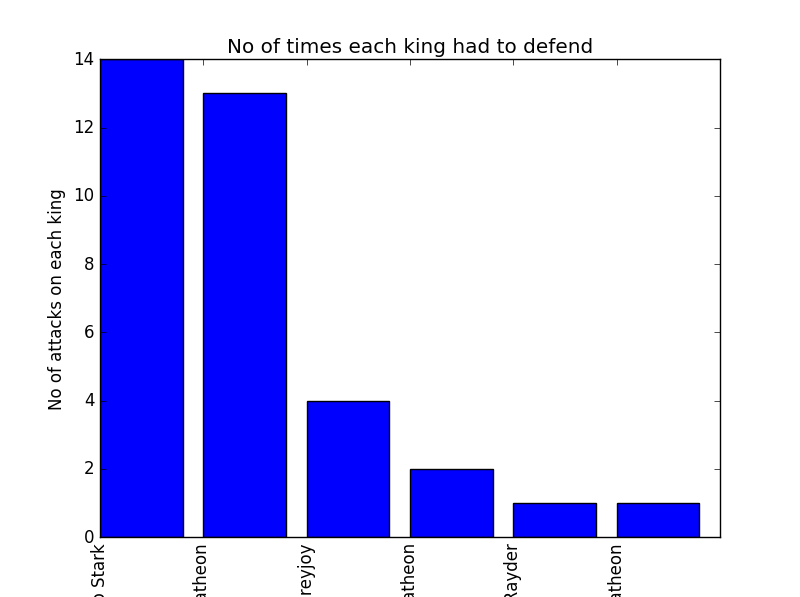 No of times each king had to defend
No of attacks on each king
14
12
10
8
6
4
2
0
o Stark
atheon
reyjoy
atheon
Rayder
atheon